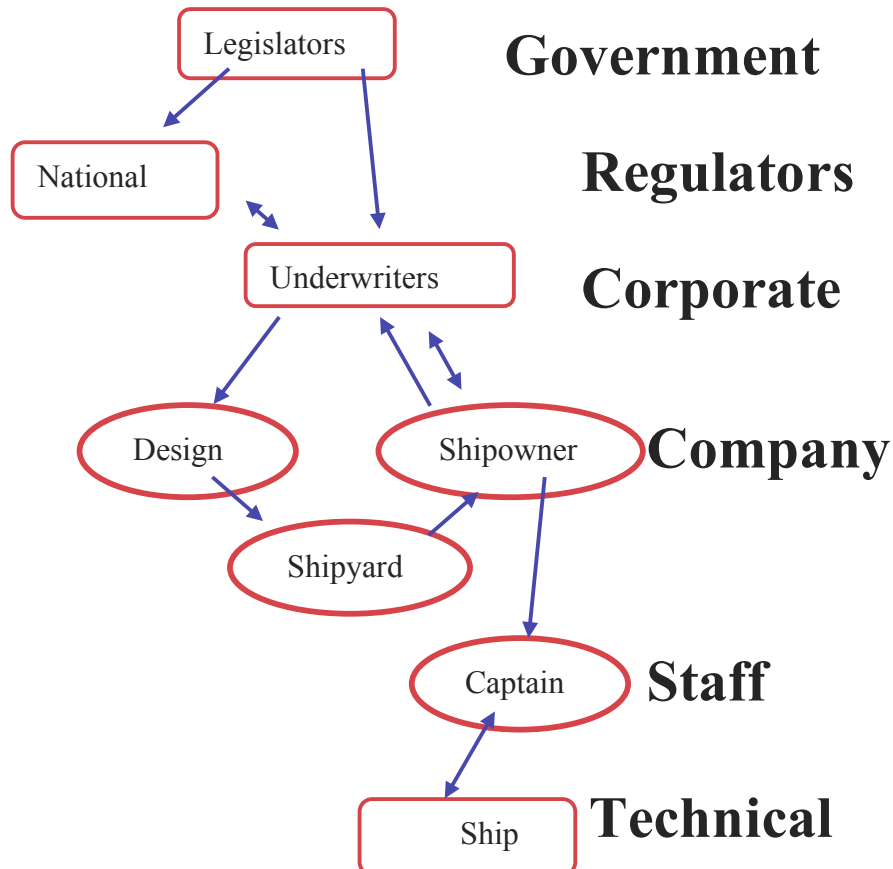 Legislators
Government
National
Regulators
Underwriters
Corporate
Design
Shipowner
Company
Shipyard
Captain
Staff
Ship
Technical